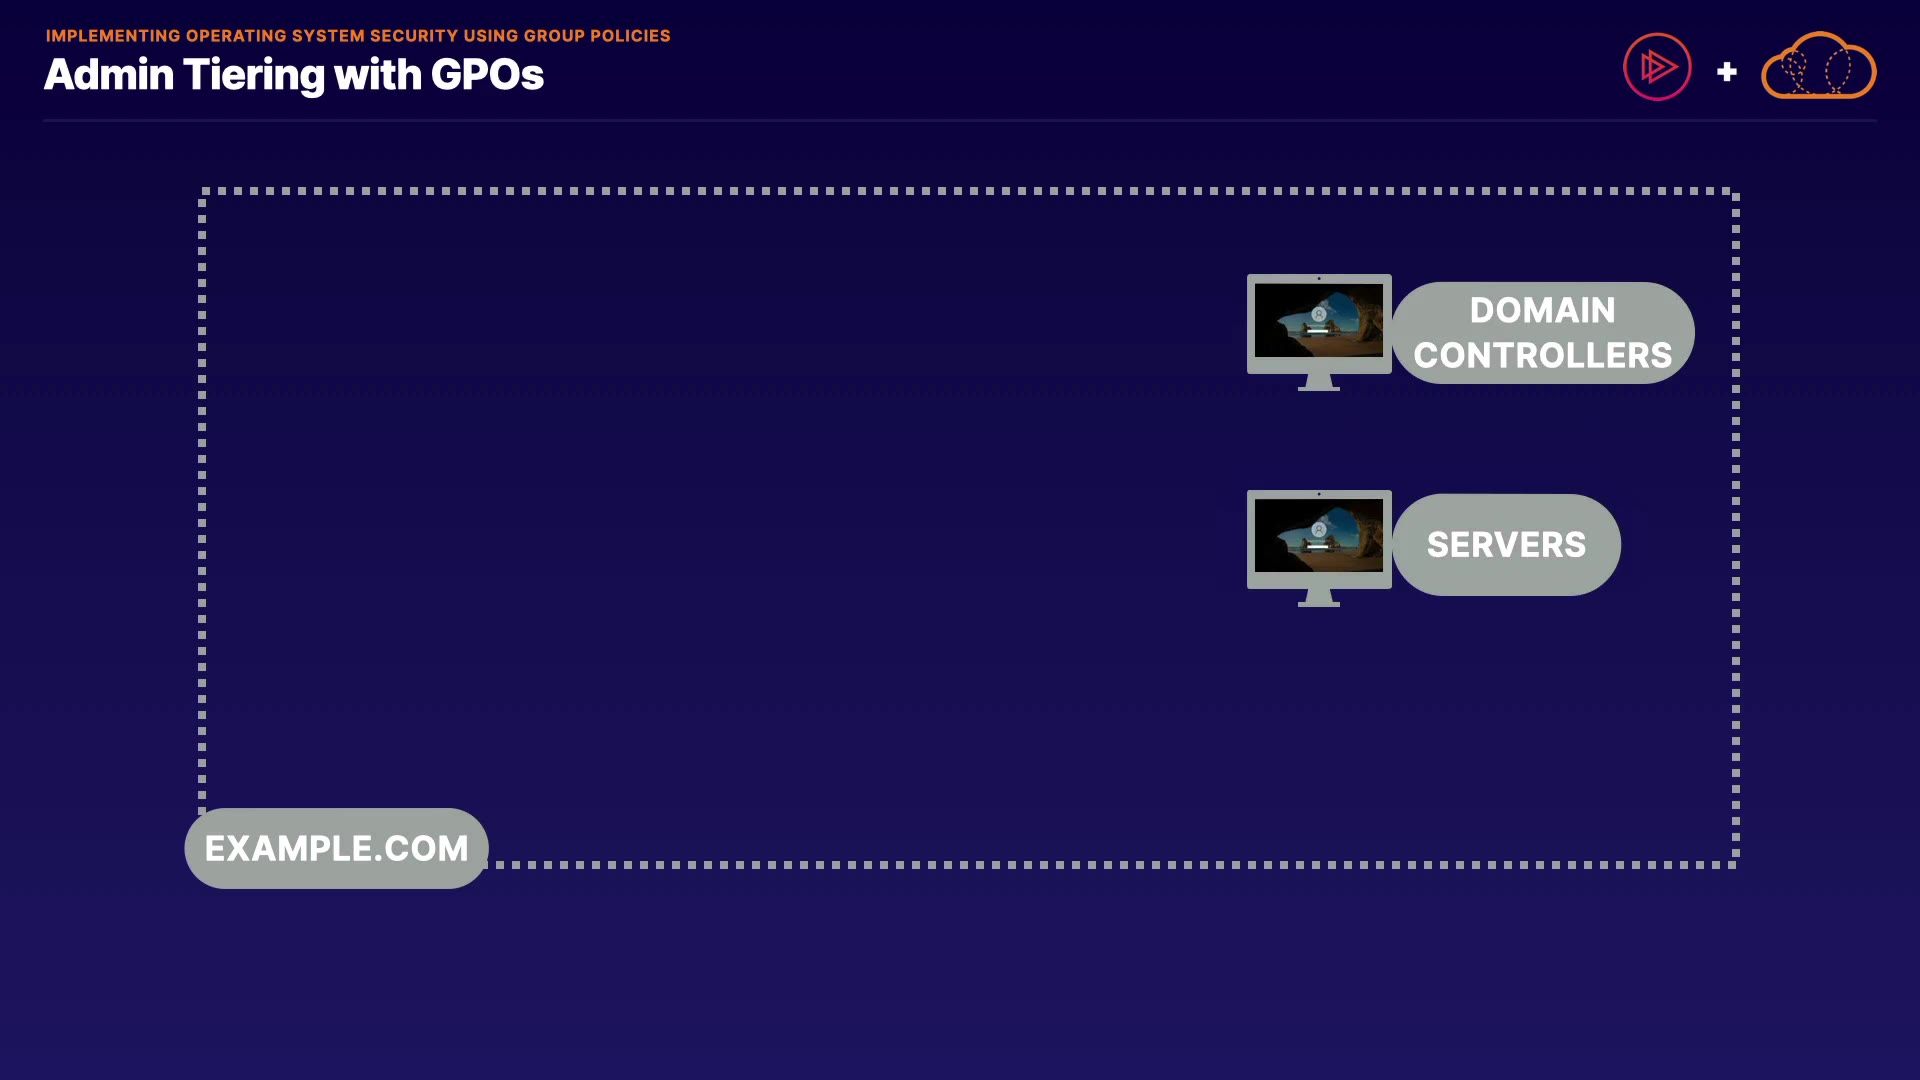 IMPLEMENTING OPERATING SYSTEM SECURITY USING GROUP POLICIES
Admin Tiering with GPOs
+
DOMAIN
CONTROLLERS
SERVERS
EXAMPLE.COM